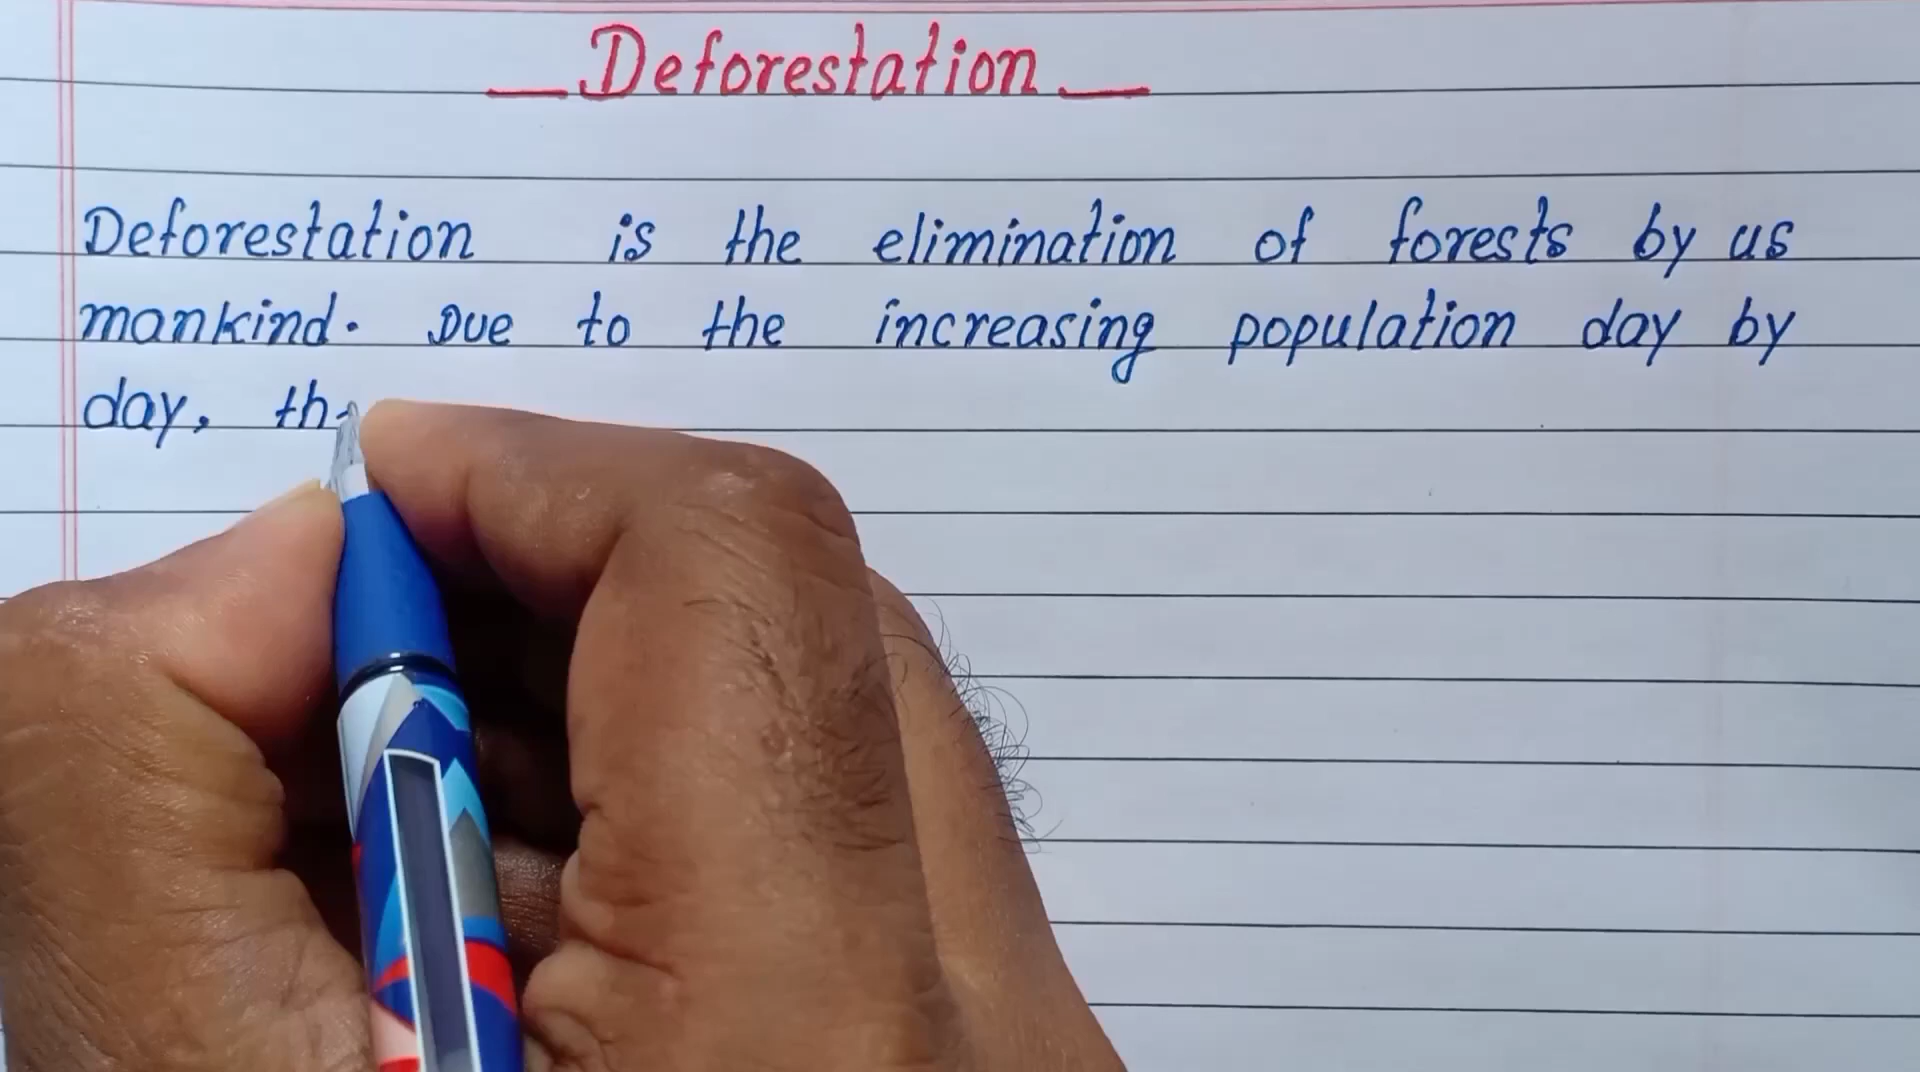 Deforestation
Deforestation is the elimination of forests by us
mankind. Due to the increasing population day by
day, th